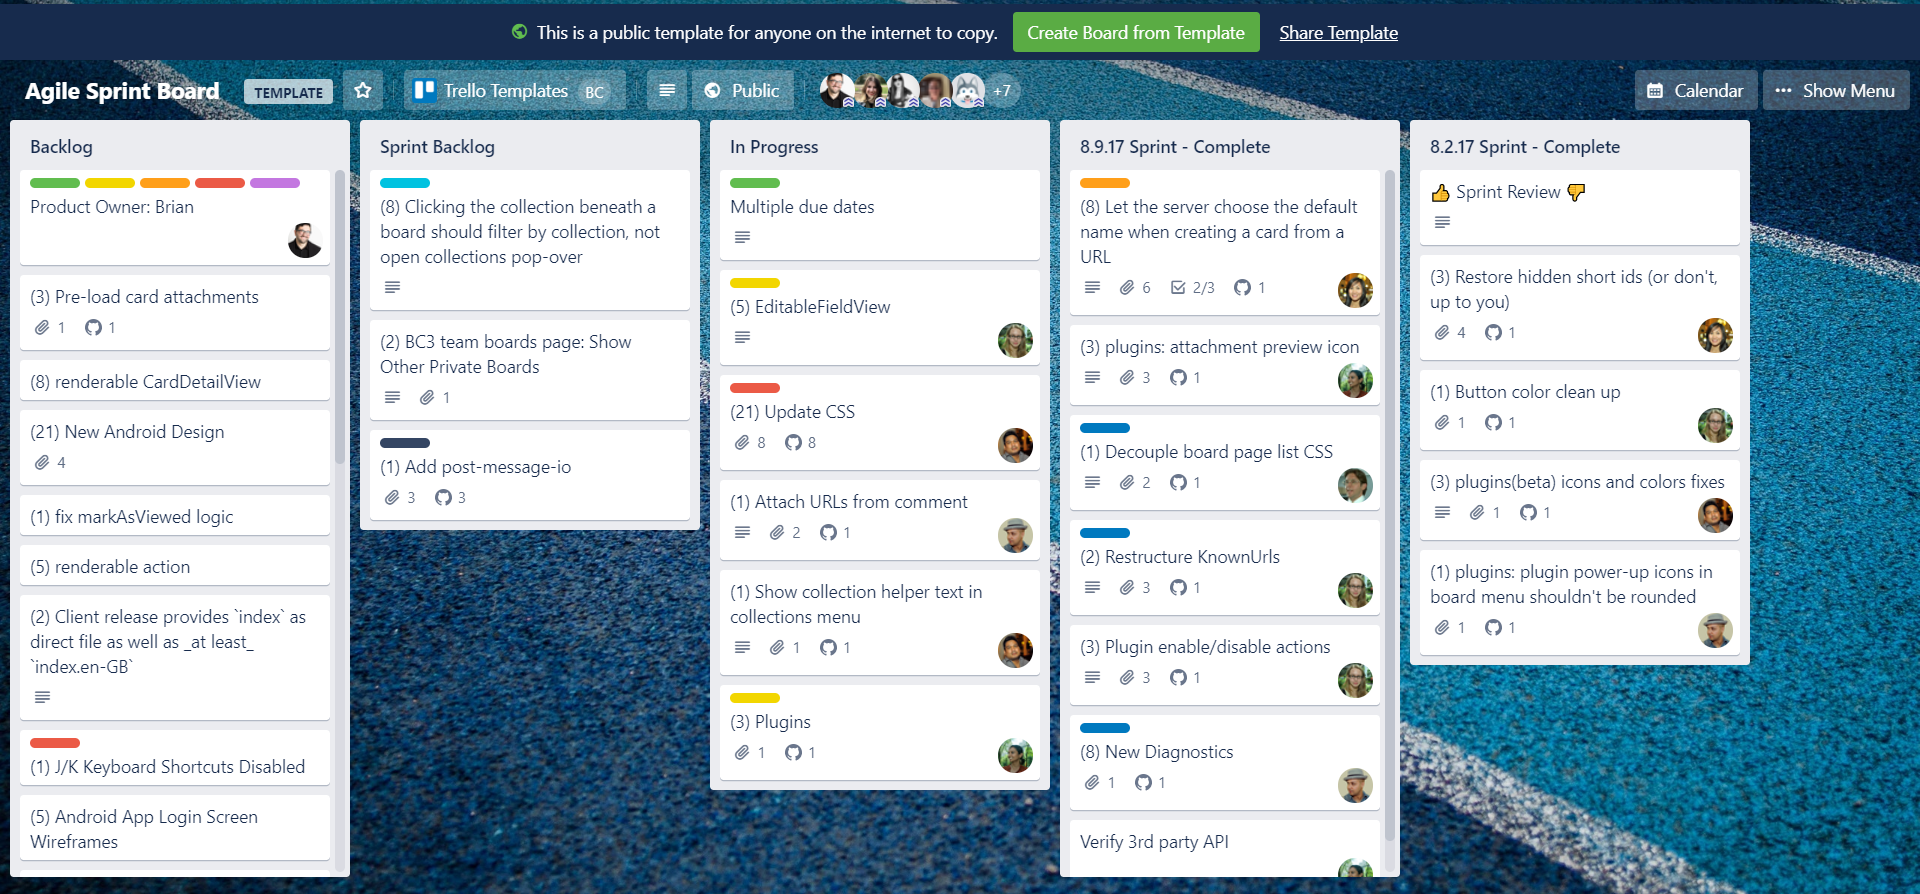 This is a public template for anyone on the internet to copy.
Create Board from Template
Share Template
Agile Sprint Board
TEMPLATE
Trello Templates BC
Public
+7
Calendar
Show Menu
Backlog
Product Owner: Brian
(3) Pre-load card attachments
1 1
(8) renderable CardDetailView
(21) New Android Design
4
(1) fix markAsViewed logic
(5) renderable action
(2) Client release provides `index` as
direct file as well as _at least_
`index.en-GB`
(1) J/K Keyboard Shortcuts Disabled
(5) Android App Login Screen
Wireframes
Sprint Backlog
(8) Clicking the collection beneath a
board should filter by collection, not
open collections pop-over
(2) BC3 team boards page: Show
Other Private Boards
1
(1) Add post-message-io
3 3
In Progress
Multiple due dates
(5) EditableFieldView
(21) Update CSS
8 8
(1) Attach URLs from comment
2 1
(1) Show collection helper text in
collections menu
1 1
(3) Plugins
1 1
8.9.17 Sprint - Complete
(8) Let the server choose the default
name when creating a card from a
URL
6 2/3 1
(3) plugins: attachment preview icon
3 1
(1) Decouple board page list CSS
2 1
(2) Restructure KnownUrls
3 1
(3) Plugin enable/disable actions
3 1
(8) New Diagnostics
1 1
Verify 3rd party API
8.2.17 Sprint - Complete
👍 Sprint Review 👎
(3) Restore hidden short ids (or don't,
up to you)
4 1
(1) Button color clean up
1 1
(3) plugins(beta) icons and colors fixes
1 1
(1) plugins: plugin power-up icons in
board menu shouldn't be rounded
1 1